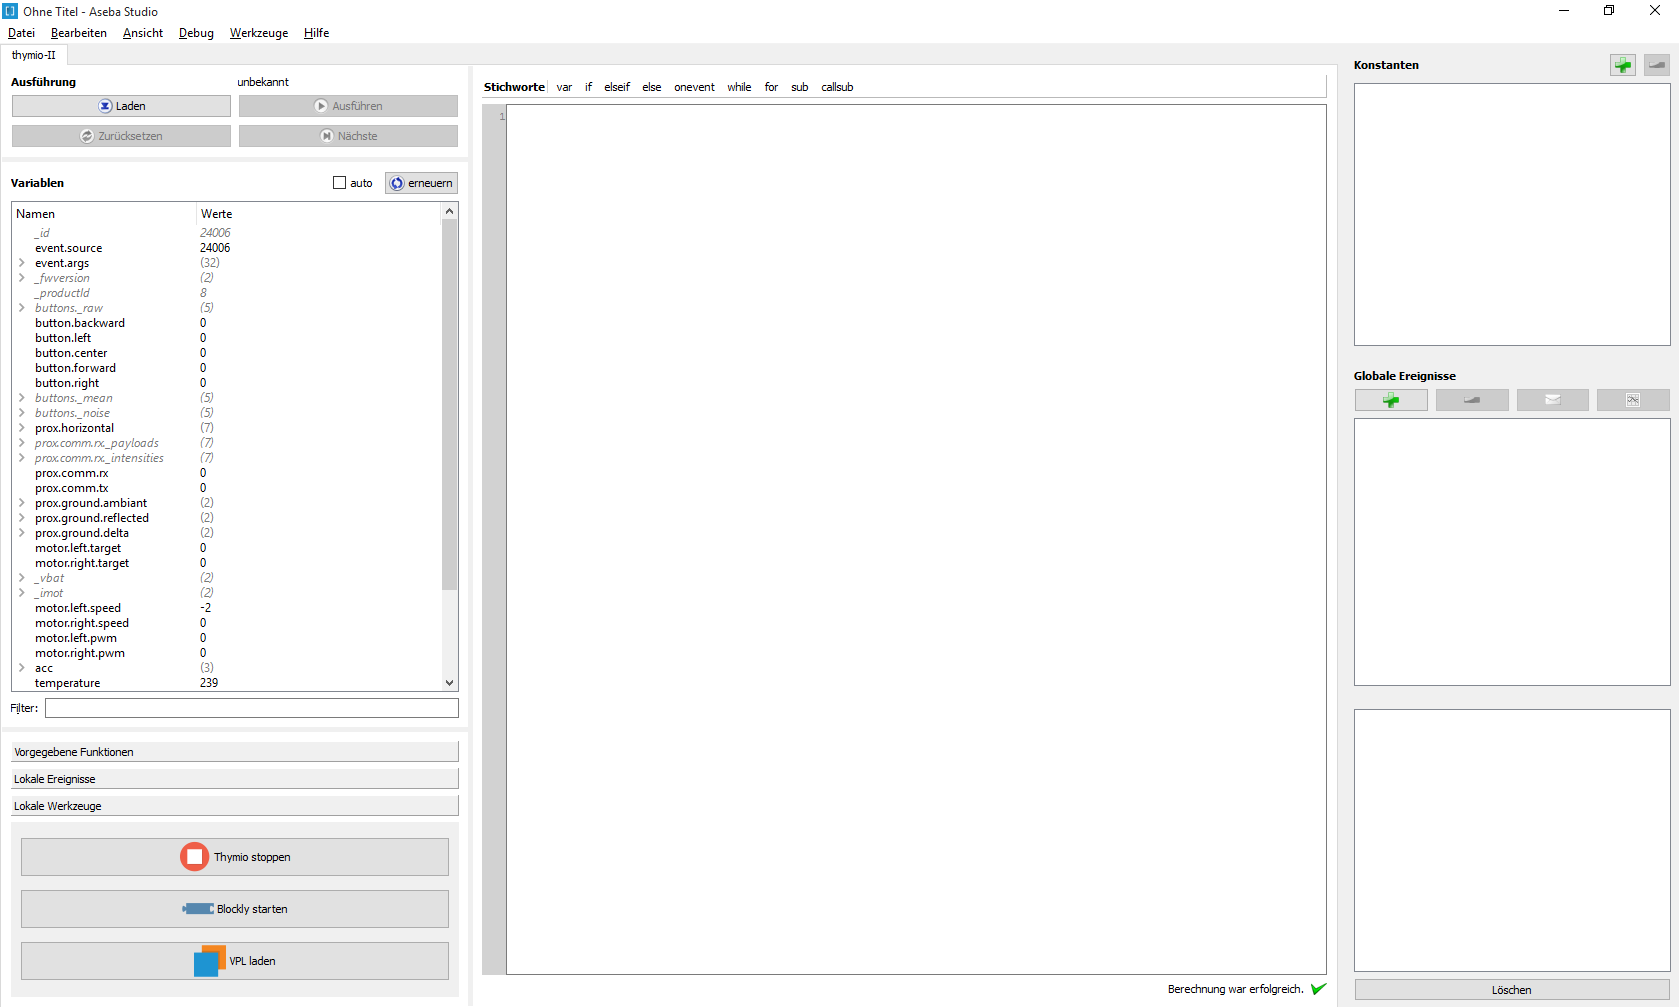 Ohne Titel - Aseba Studio
Datei Bearbeiten Ansicht Debug Werkzeuge Hilfe
thymio-II
Ausführung unbekannt
Laden Ausführen
Zurücksetzen Nächste
Variablen auto erneuern
Namen Werte
_id 24006
event.source 24006
event.args (32)
_fwversion (2)
_productId 8
buttons._raw (5)
button.backward 0
button.left 0
button.center 0
button.forward 0
button.right 0
buttons._mean (5)
buttons._noise (5)
prox.horizontal (7)
prox.comm.rx._payloads (7)
prox.comm.rx._intensities (7)
prox.comm.rx 0
prox.comm.tx 0
prox.ground.ambiant (2)
prox.ground.reflected (2)
prox.ground.delta (2)
motor.left.target 0
motor.right.target 0
_vbat (2)
_imot (2)
motor.left.speed -2
motor.right.speed 0
motor.left.pwm 0
motor.right.pwm 0
acc (3)
temperature 239
Filter:
Vorgegebene Funktionen
Lokale Ereignisse
Lokale Werkzeuge
Thymio stoppen
Blockly starten
VPL laden
Stichworte var if elseif else onevent while for sub callsub
1
Berechnung war erfolgreich.
Konstanten
Globale Ereignisse
Löschen